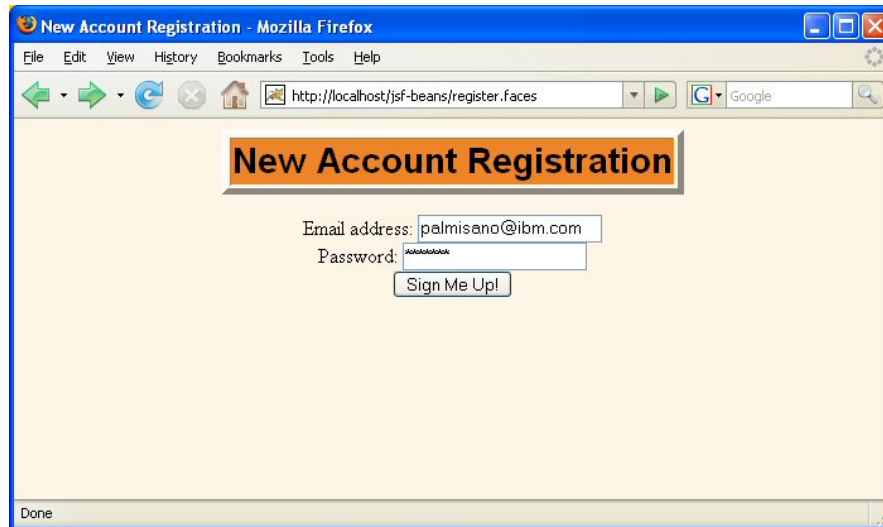 New Account Registration - Mozilla Firefox
File Edit View History Bookmarks Tools Help
http://localhost/jsf-beans/register.faces G Google
New Account Registration
Email address: palmisano@ibm.com
Password: ********
Sign Me Up!
Done